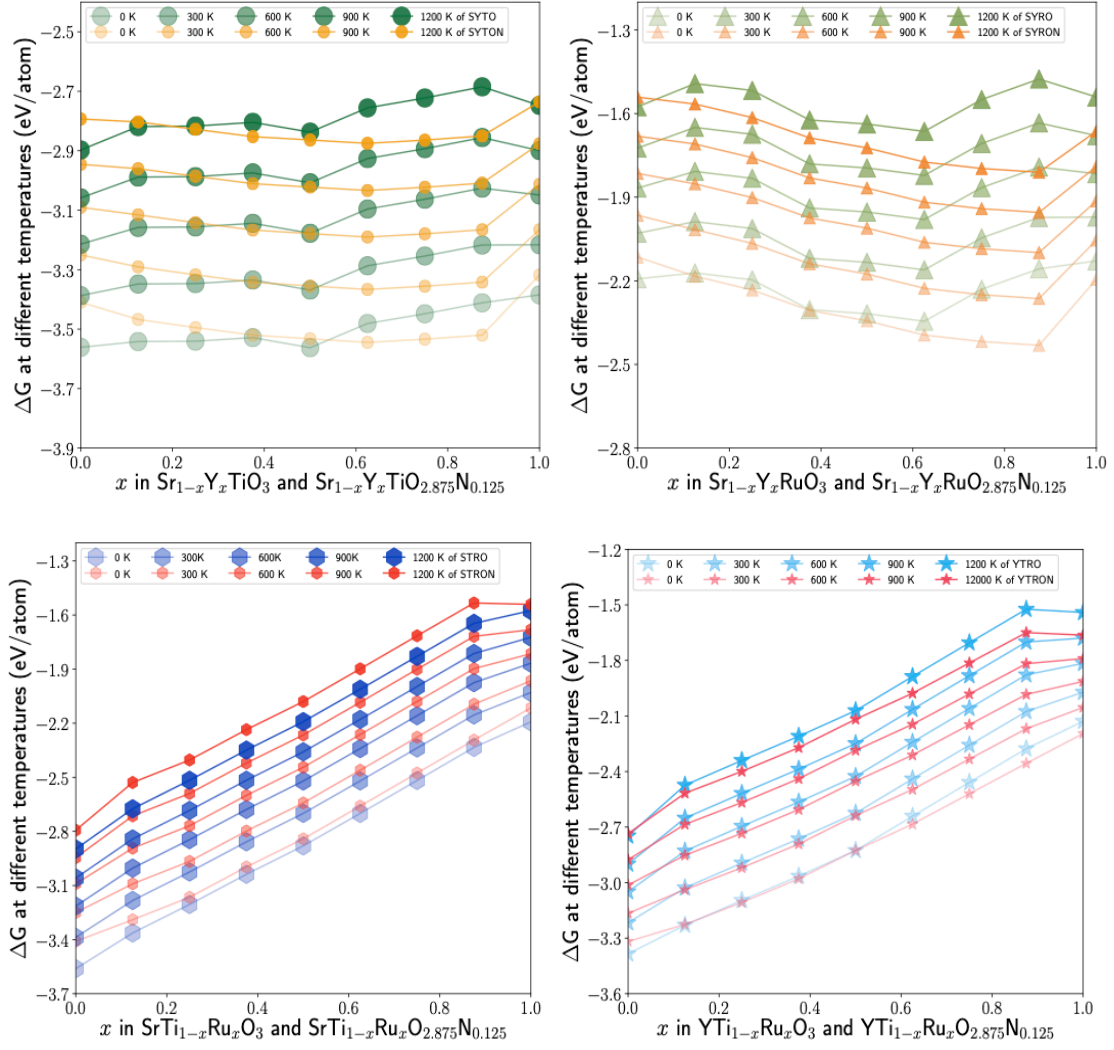 ΔG at different temperatures (eV/atom)
−2.5
−2.7
−2.9
−3.1
−3.3
−3.5
−3.7
−3.9
0 K 300 K 600 K 900 K 1200 K of SYTO
0 K 300 K 600 K 900 K 1200 K of SYTON
0.0 0.2 0.4 0.6 0.8 1.0
x in Sr₁₋ₓYₓTiO₃ and Sr₁₋ₓYₓTiO₂.₈₇₅N₀.₁₂₅
ΔG at different temperatures (eV/atom)
−1.3
−1.6
−1.9
−2.2
−2.5
−2.8
0 K 300 K 600 K 900 K 1200 K of SYRO
0 K 300 K 600 K 900 K 1200 K of SYRON
0.0 0.2 0.4 0.6 0.8 1.0
x in Sr₁₋ₓYₓRuO₃ and Sr₁₋ₓYₓRuO₂.₈₇₅N₀.₁₂₅
ΔG at different temperatures (eV/atom)
−1.3
−1.6
−1.9
−2.2
−2.5
−2.8
−3.1
−3.4
−3.7
0 K 300K 600K 900 K 1200 K of STRO
0 K 300 K 600 K 900 K 1200 K of STRON
0.0 0.2 0.4 0.6 0.8 1.0
x in SrTi₁₋ₓRuₓO₃ and SrTi₁₋ₓRuₓO₂.₈₇₅N₀.₁₂₅
ΔG at different temperatures (eV/atom)
−1.2
−1.5
−1.8
−2.1
−2.4
−2.7
−3.0
−3.3
−3.6
0 K 300 K 600 K 900 K 1200 K of YTRO
0 K 300 K 600 K 900 K 12000 K of YTRON
0.0 0.2 0.4 0.6 0.8 1.0
x in YTi₁₋ₓRuₓO₃ and YTi₁₋ₓRuₓO₂.₈₇₅N₀.₁₂₅